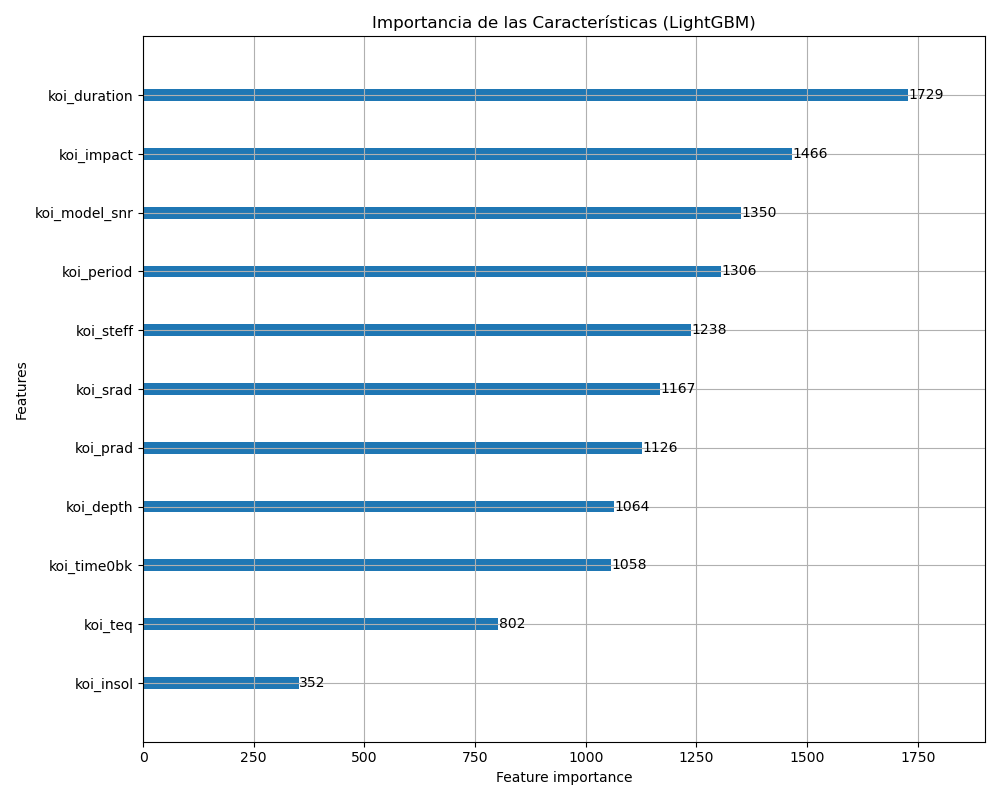 Importancia de las Características (LightGBM)
koi_duration 1729
koi_impact 1466
koi_model_snr 1350
koi_period 1306
koi_steff 1238
koi_srad 1167
koi_prad 1126
koi_depth 1064
koi_time0bk 1058
koi_teq 802
koi_insol 352
Features
0 250 500 750 1000 1250 1500 1750
Feature importance